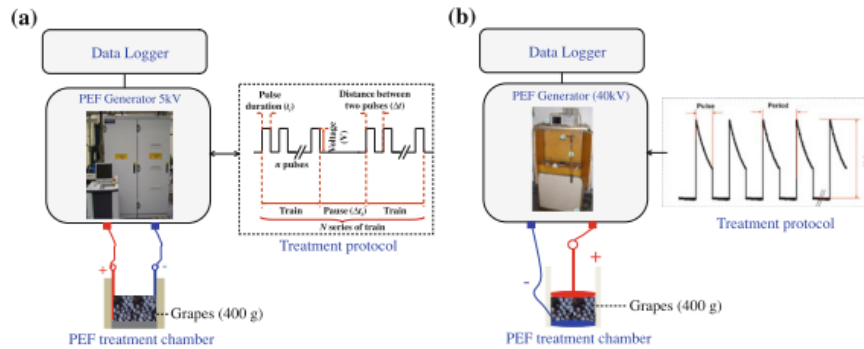 (a)
Data Logger
PEF Generator 5kV
Pulse
duration (tᵢ)
Distance between
two pulses (Δt)
Voltage
(V)
n pulses
Train
Pause (Δtₜ)
Train
N series of train
Treatment protocol
+
-
Grapes (400 g)
PEF treatment chamber
(b)
Data Logger
PEF Generator (40kV)
Pulse
Period
Treatment protocol
-
+
Grapes (400 g)
PEF treatment chamber